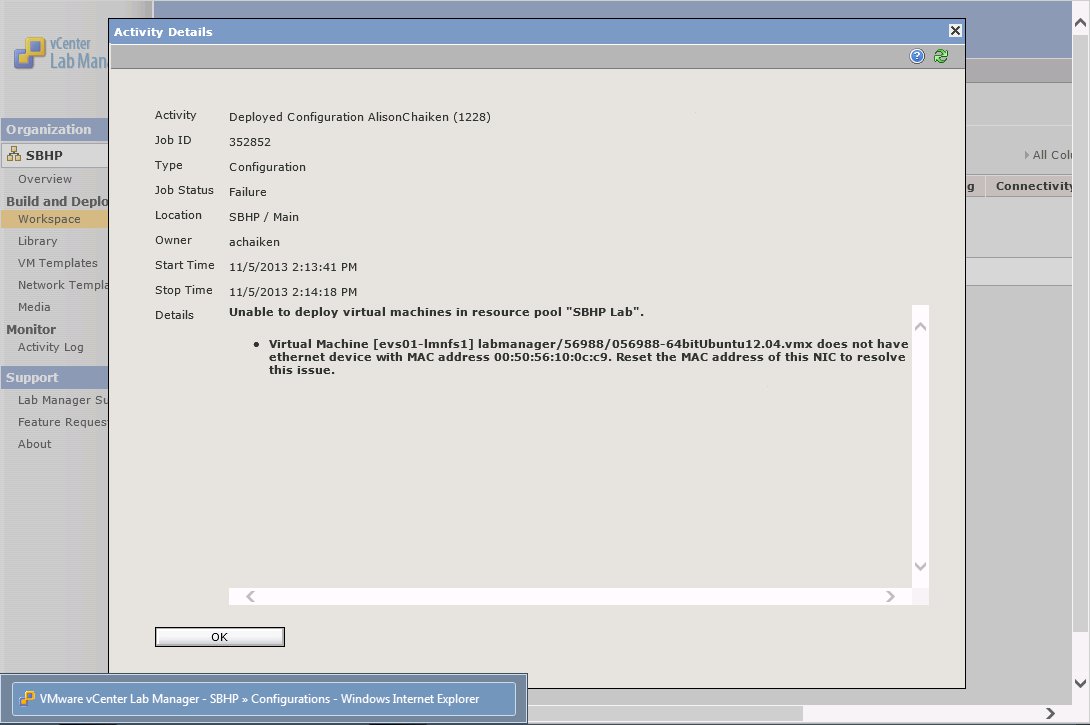 Activity Details
vCenter
Lab Man
Organization
SBHP
Overview
Build and Deplo
Workspace
Library
VM Templates
Network Templa
Media
Monitor
Activity Log
Support
Lab Manager Su
Feature Reques
About
Activity Deployed Configuration AlisonChaiken (1228)
Job ID 352852
Type Configuration
Job Status Failure
Location SBHP / Main
Owner achaiken
Start Time 11/5/2013 2:13:41 PM
Stop Time 11/5/2013 2:14:18 PM
Details Unable to deploy virtual machines in resource pool "SBHP Lab".
• Virtual Machine [evs01-lmnfs1] labmanager/56988/056988-64bitUbuntu12.04.vmx does not have
ethernet device with MAC address 00:50:56:10:0c:c9. Reset the MAC address of this NIC to resolve
this issue.
OK
All Colu
g Connectivity
VMware vCenter Lab Manager - SBHP » Configurations - Windows Internet Explorer